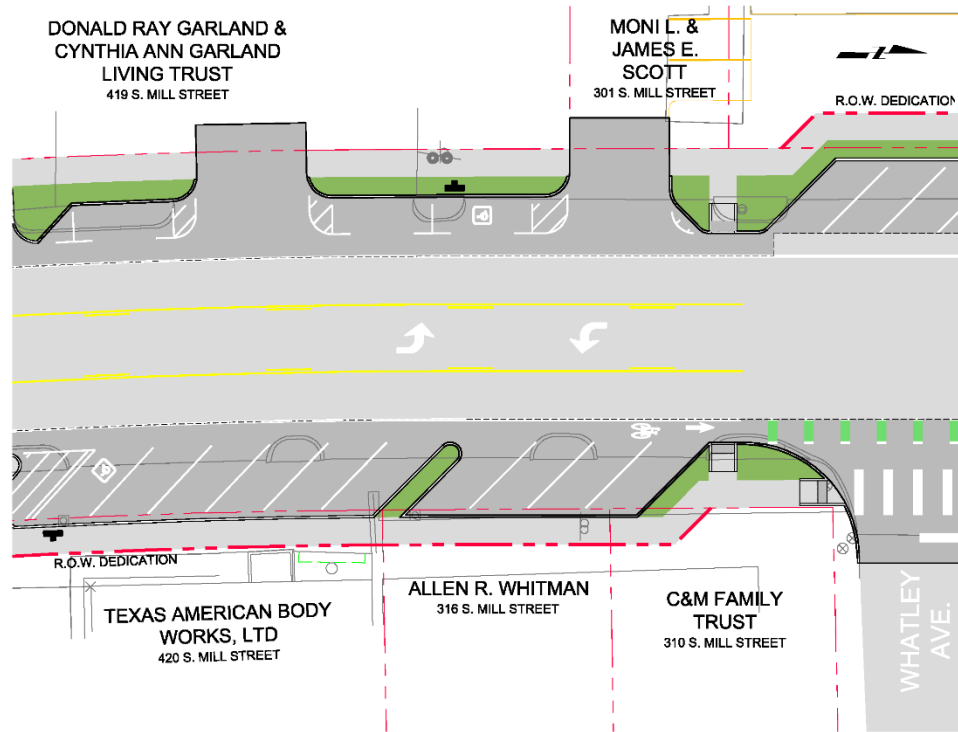 DONALD RAY GARLAND &
CYNTHIA ANN GARLAND
LIVING TRUST
419 S. MILL STREET
MONI L. &
JAMES E.
SCOTT
301 S. MILL STREET
R.O.W. DEDICATION
R.O.W. DEDICATION
TEXAS AMERICAN BODY
WORKS, LTD
420 S. MILL STREET
ALLEN R. WHITMAN
316 S. MILL STREET
C&M FAMILY
TRUST
310 S. MILL STREET
WHATLEY
AVE.